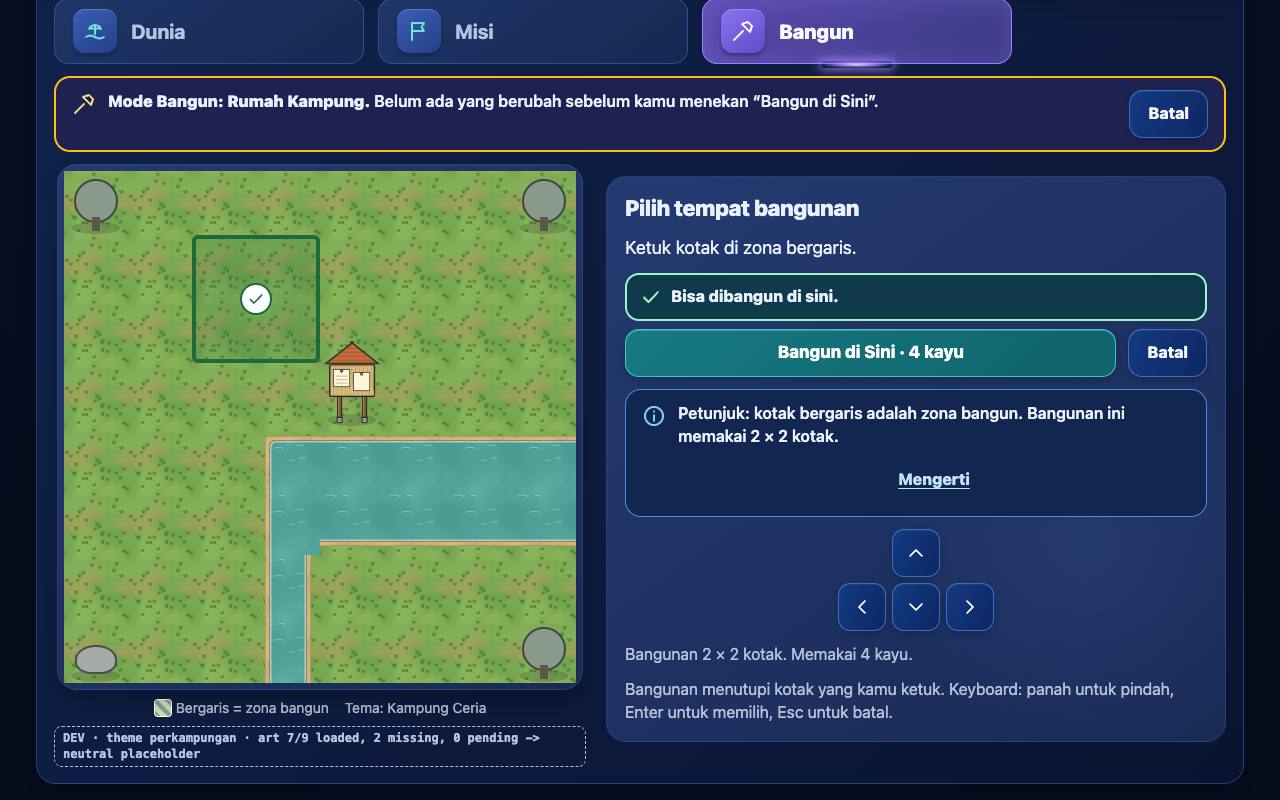 Dunia
Misi
Bangun
Mode Bangun: Rumah Kampung. Belum ada yang berubah sebelum kamu menekan “Bangun di Sini”.
Batal
Pilih tempat bangunan
Ketuk kotak di zona bergaris.
Bisa dibangun di sini.
Bangun di Sini · 4 kayu
Batal
Petunjuk: kotak bergaris adalah zona bangun. Bangunan ini
memakai 2 × 2 kotak.
Mengerti
Bangunan 2 × 2 kotak. Memakai 4 kayu.
Bangunan menutupi kotak yang kamu ketuk. Keyboard: panah untuk pindah,
Enter untuk memilih, Esc untuk batal.
Bergaris = zona bangun
Tema: Kampung Ceria
DEV · theme perkampungan · art 7/9 loaded, 2 missing, 0 pending —>
neutral placeholder